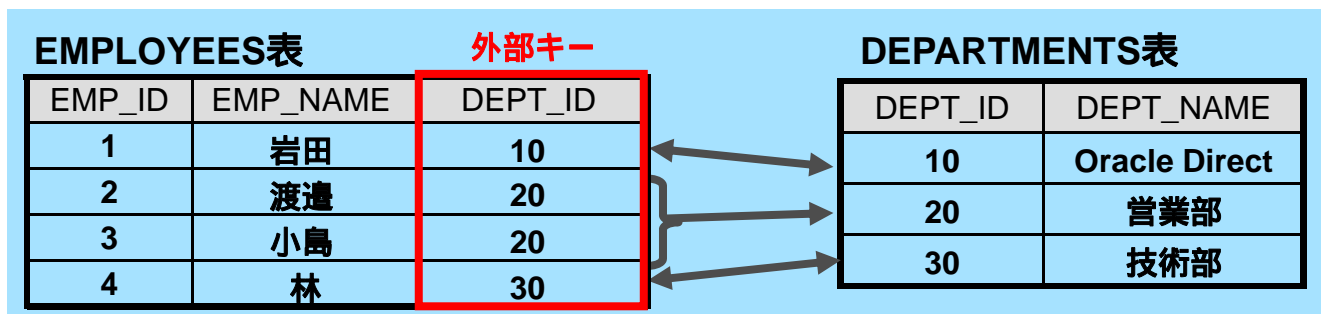 EMPLOYEES表 外部キー
EMP_ID EMP_NAME DEPT_ID
1 岩田 10
2 渡邉 20
3 小島 20
4 林 30
DEPARTMENTS表
DEPT_ID DEPT_NAME
10 Oracle Direct
20 営業部
30 技術部